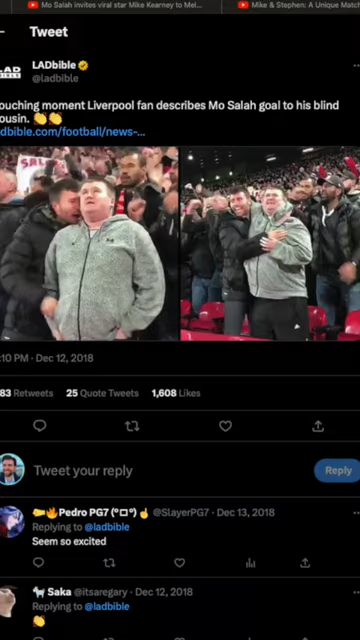 Mo Salah invites viral star Mike Kearney to Mel...
Mike & Stephen: A Unique Match
Tweet
LADbible
@ladbible
ouching moment Liverpool fan describes Mo Salah goal to his blind
ousin. 👏👏
dbible.com/football/news-...
:10 PM · Dec 12, 2018
83 Retweets 25 Quote Tweets 1,608 Likes
Tweet your reply
Reply
Pedro PG7 (°□°)☝ @SlayerPG7 · Dec 13, 2018
Replying to @ladbible
Seem so excited
Saka @itsaregary · Dec 12, 2018
Replying to @ladbible
👏